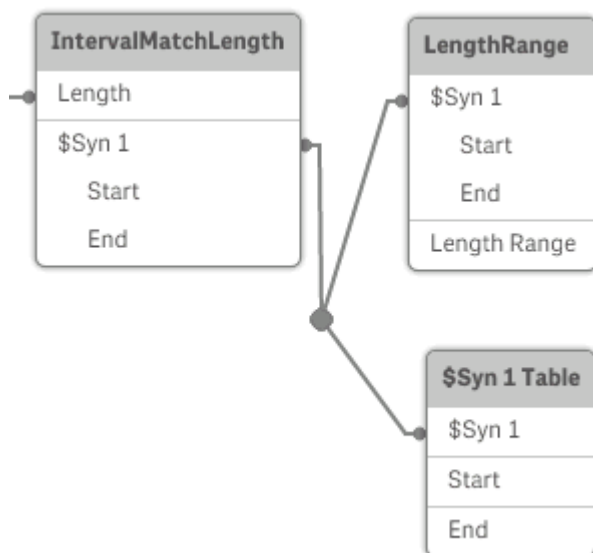 IntervalMatchLength
Length
$Syn 1
Start
End
LengthRange
$Syn 1
Start
End
Length Range
$Syn 1 Table
$Syn 1
Start
End